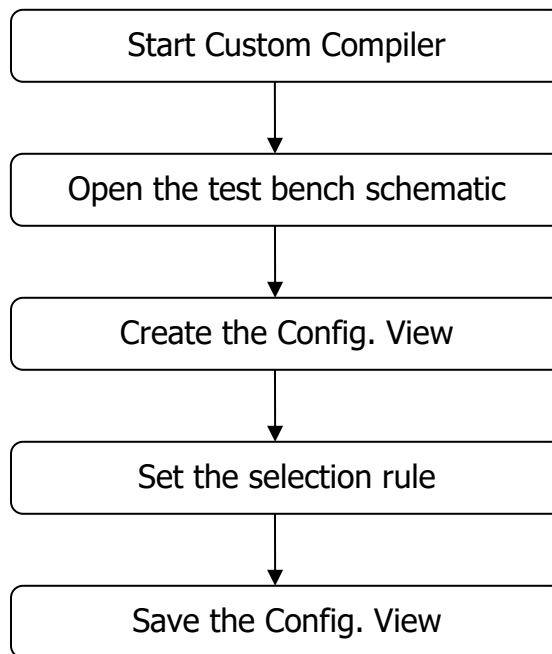 Start Custom Compiler
Open the test bench schematic
Create the Config. View
Set the selection rule
Save the Config. View